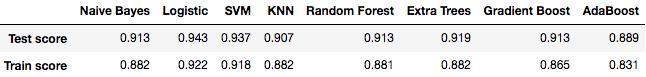 Naive Bayes Logistic SVM KNN Random Forest Extra Trees Gradient Boost AdaBoost
Test score 0.913 0.943 0.937 0.907 0.913 0.919 0.913 0.889
Train score 0.882 0.922 0.918 0.882 0.881 0.882 0.865 0.831